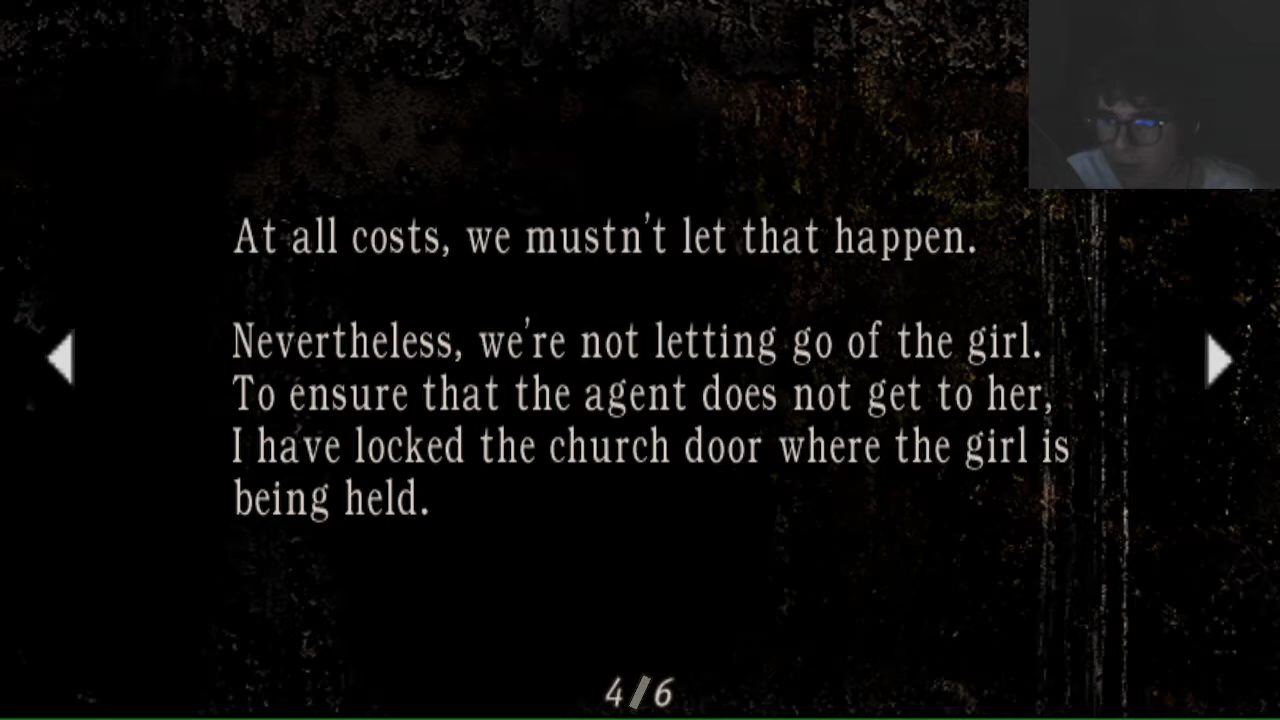 At all costs, we mustn't let that happen.
Nevertheless, we're not letting go of the girl.
To ensure that the agent does not get to her,
I have locked the church door where the girl is
being held.
4/6